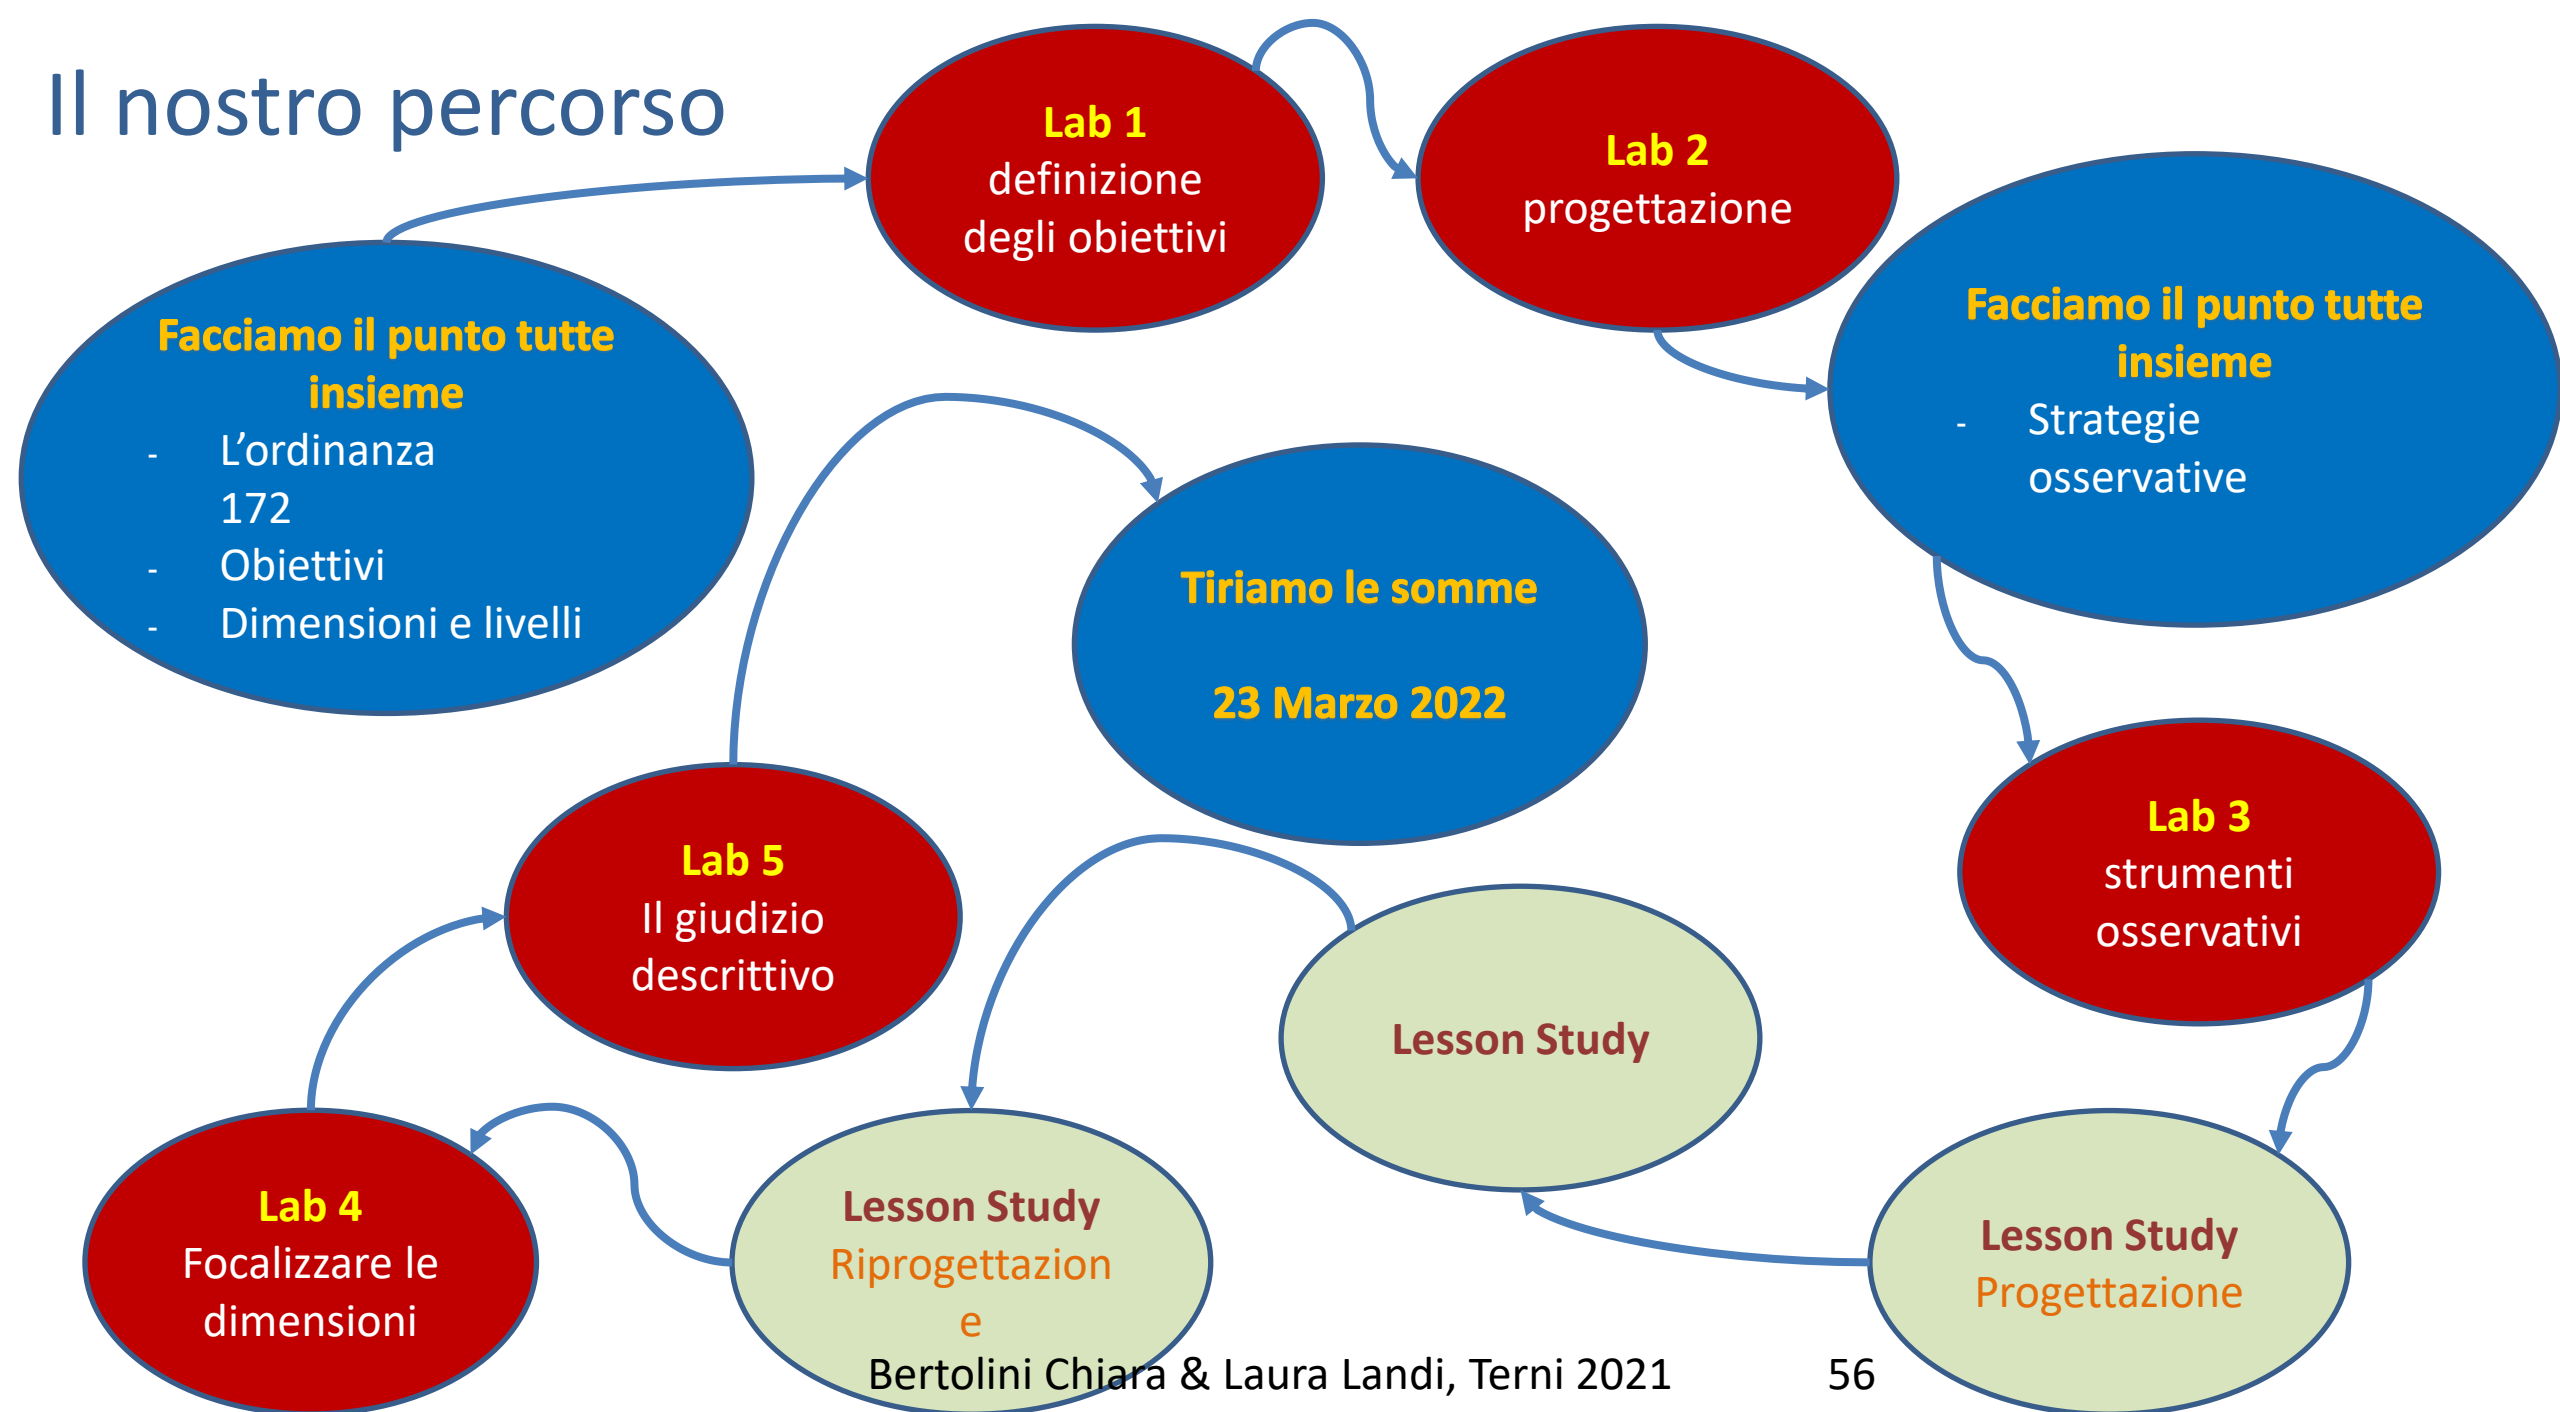 Il nostro percorso
Facciamo il punto tutte
insieme
- L’ordinanza
172
- Obiettivi
- Dimensioni e livelli
Lab 1
definizione
degli obiettivi
Lab 2
progettazione
Facciamo il punto tutte
insieme
- Strategie
osservative
Lab 3
strumenti
osservativi
Lesson Study
Progettazione
Lesson Study
Lesson Study
Riprogettazion
e
Lab 4
Focalizzare le
dimensioni
Lab 5
Il giudizio
descrittivo
Tiriamo le somme
23 Marzo 2022
Bertolini Chiara & Laura Landi, Terni 2021
56